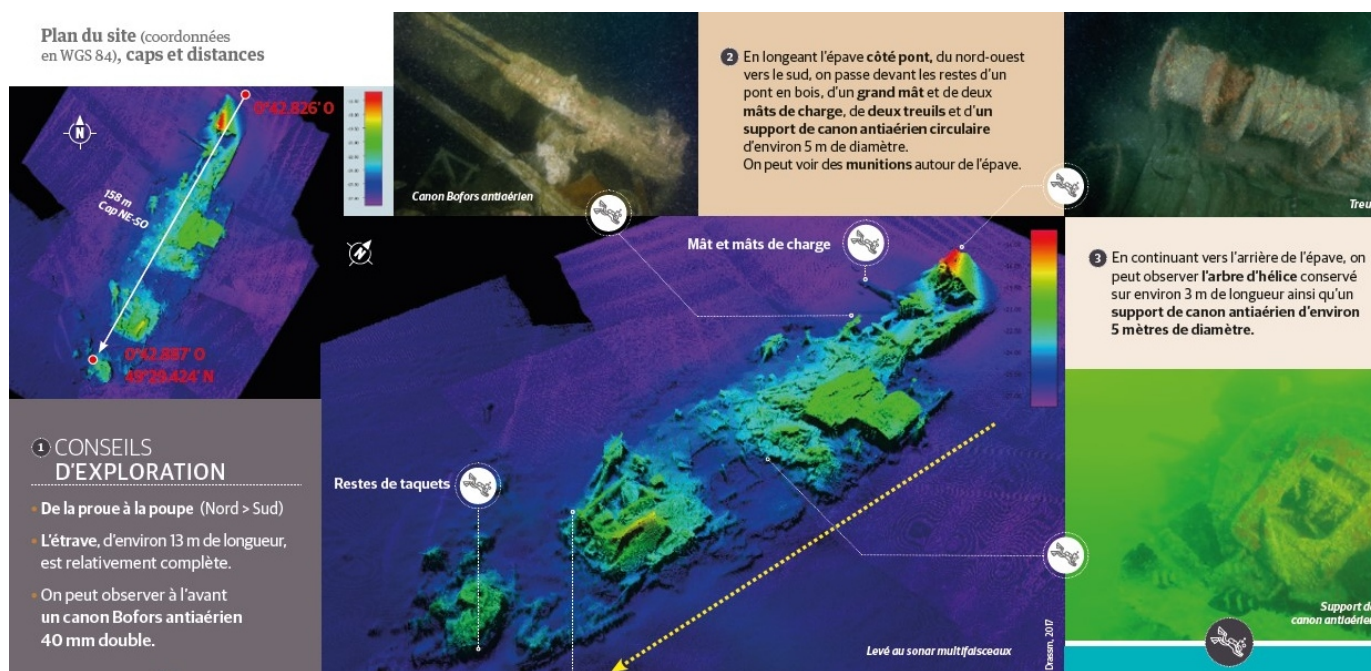 Plan du site (coordonnées
en WGS 84), caps et distances
0°42.826' O
N
158 m
Cap NE-SO
0°42.887' O
49°29.424' N
1 CONSEILS
D'EXPLORATION
• De la proue à la poupe (Nord > Sud)
• L'étrave, d'environ 13 m de longueur,
est relativement complète.
• On peut observer à l'avant
un canon Bofors antiaérien
40 mm double.
Canon Bofors antiaérien
2 En longeant l'épave côté pont, du nord-ouest
vers le sud, on passe devant les restes d'un
pont en bois, d'un grand mât et de deux
mâts de charge, de deux treuils et d'un
support de canon antiaérien circulaire
d'environ 5 m de diamètre.
On peut voir des munitions autour de l'épave.
Treu
N
Mât et mâts de charge
Restes de taquets
Levé au sonar multifaisceaux
Drassm, 2017
3 En continuant vers l'arrière de l'épave, on
peut observer l'arbre d'hélice conservé
sur environ 3 m de longueur ainsi qu'un
support de canon antiaérien d'environ
5 mètres de diamètre.
Support de
canon antiaérien